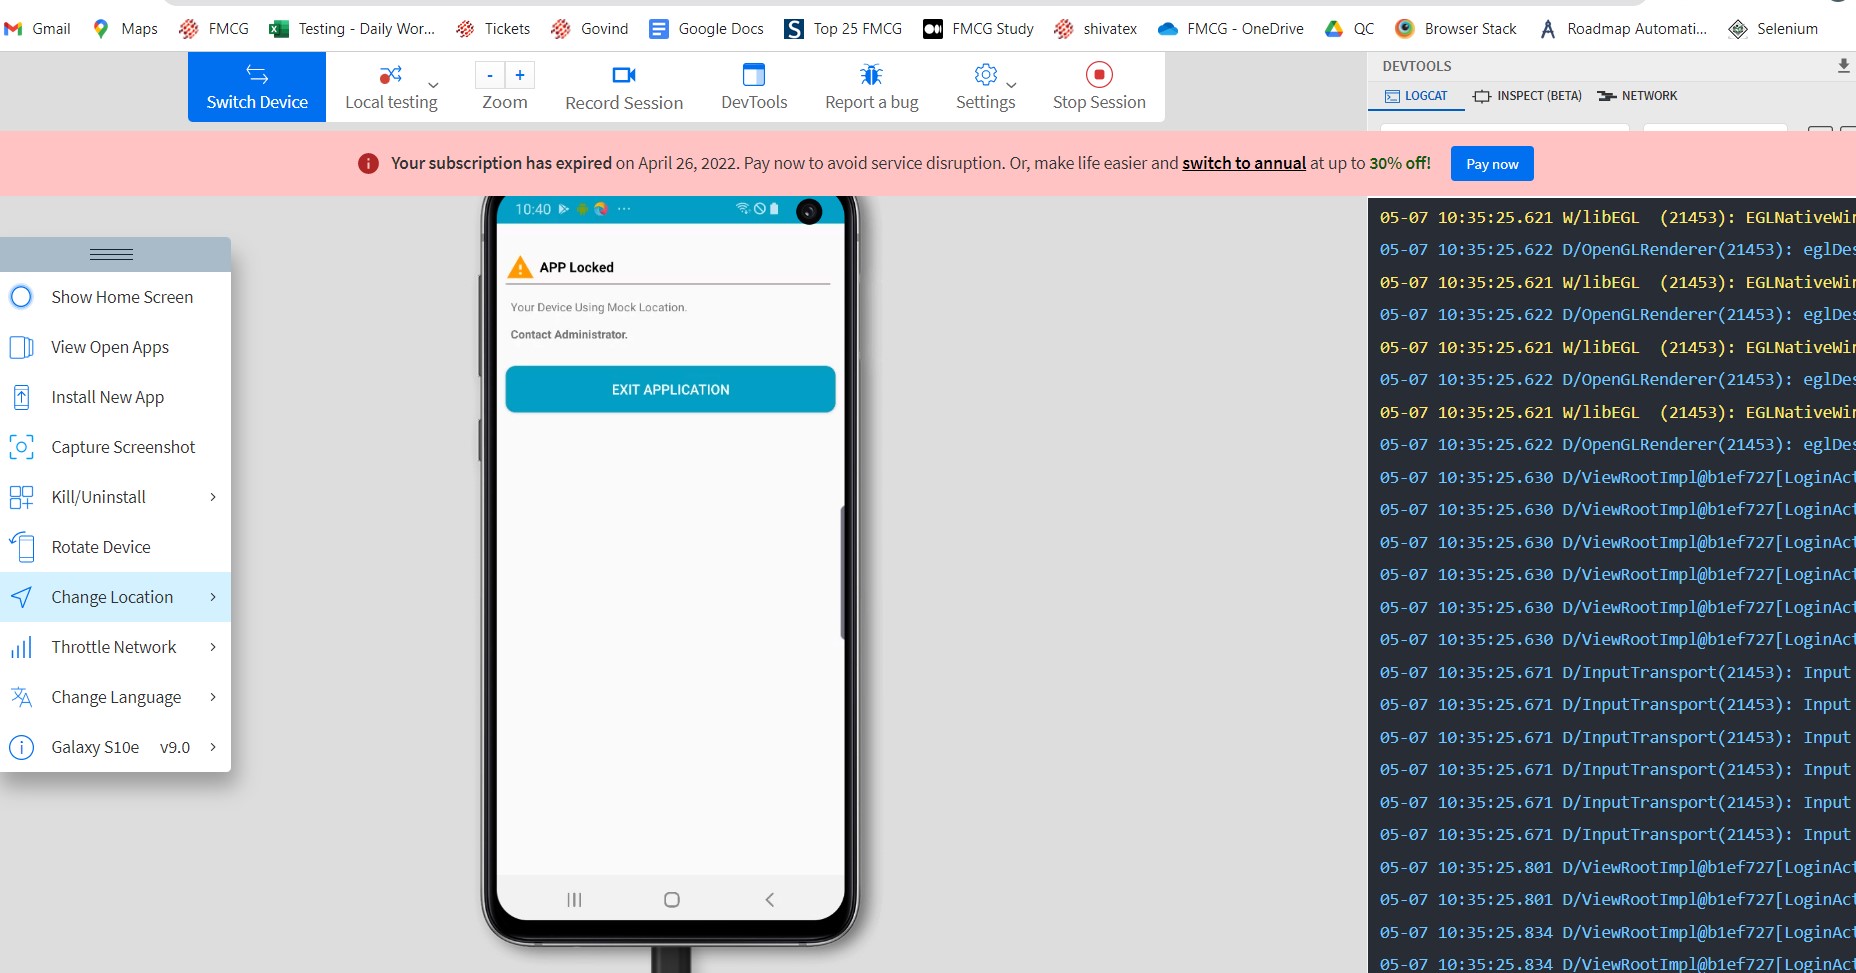 Gmail Maps FMCG Testing - Daily Wor... Tickets Govind Google Docs Top 25 FMCG FMCG Study shivatex FMCG - OneDrive QC Browser Stack Roadmap Automati... Selenium
Switch Device
Local testing
- +
Zoom
Record Session
DevTools
Report a bug
Settings
Stop Session
DEVTOOLS
LOGCAT INSPECT (BETA) NETWORK
Your subscription has expired on April 26, 2022. Pay now to avoid service disruption. Or, make life easier and switch to annual at up to 30% off! Pay now
Show Home Screen
View Open Apps
Install New App
Capture Screenshot
Kill/Uninstall
Rotate Device
Change Location
Throttle Network
Change Language
Galaxy S10e v9.0
10:40
APP Locked
Your Device Using Mock Location.
Contact Administrator.
EXIT APPLICATION
05-07 10:35:25.621 W/libEGL (21453): EGLNativeWin
05-07 10:35:25.622 D/OpenGLRenderer(21453): eglDes
05-07 10:35:25.621 W/libEGL (21453): EGLNativeWin
05-07 10:35:25.622 D/OpenGLRenderer(21453): eglDes
05-07 10:35:25.621 W/libEGL (21453): EGLNativeWin
05-07 10:35:25.622 D/OpenGLRenderer(21453): eglDes
05-07 10:35:25.621 W/libEGL (21453): EGLNativeWin
05-07 10:35:25.622 D/OpenGLRenderer(21453): eglDes
05-07 10:35:25.630 D/ViewRootImpl@b1ef727[LoginAct
05-07 10:35:25.630 D/ViewRootImpl@b1ef727[LoginAct
05-07 10:35:25.630 D/ViewRootImpl@b1ef727[LoginAct
05-07 10:35:25.630 D/ViewRootImpl@b1ef727[LoginAct
05-07 10:35:25.630 D/ViewRootImpl@b1ef727[LoginAct
05-07 10:35:25.630 D/ViewRootImpl@b1ef727[LoginAct
05-07 10:35:25.671 D/InputTransport(21453): Input
05-07 10:35:25.671 D/InputTransport(21453): Input
05-07 10:35:25.671 D/InputTransport(21453): Input
05-07 10:35:25.671 D/InputTransport(21453): Input
05-07 10:35:25.671 D/InputTransport(21453): Input
05-07 10:35:25.671 D/InputTransport(21453): Input
05-07 10:35:25.801 D/ViewRootImpl@b1ef727[LoginAct
05-07 10:35:25.801 D/ViewRootImpl@b1ef727[LoginAct
05-07 10:35:25.834 D/ViewRootImpl@b1ef727[LoginAct
05-07 10:35:25.834 D/ViewRootImpl@b1ef727[LoginAct